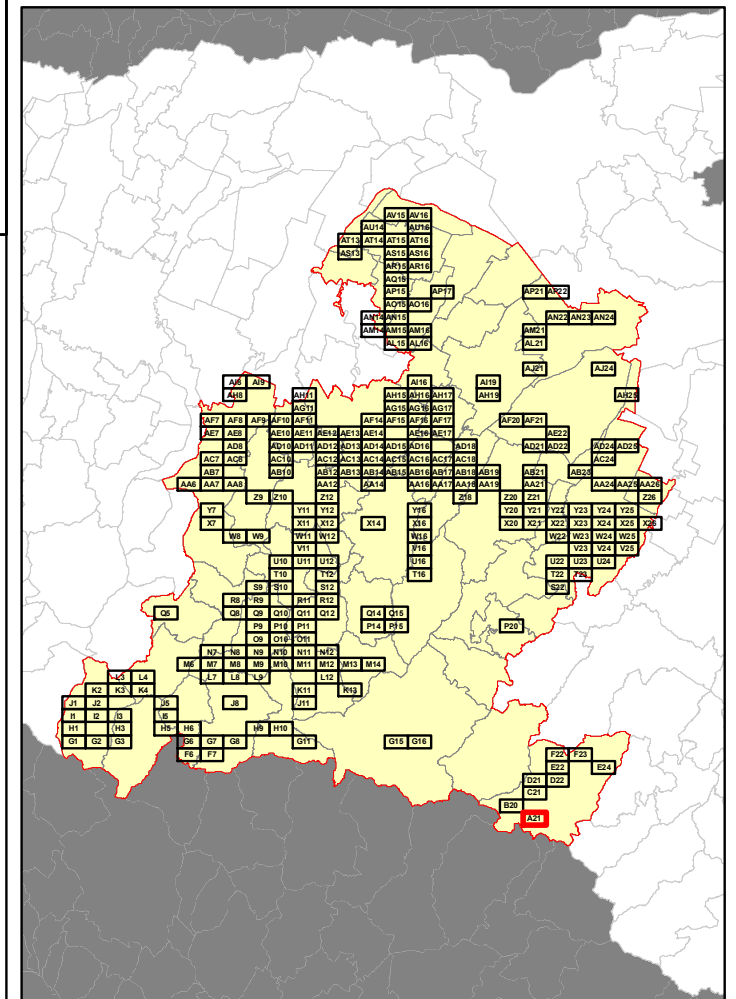 AV15 AV16
AU14 AU16
AT13 AT14 AT15 AT16
AS13 AS15 AS16
AR15 AR16
AQ15
AP15 AP17 AP21 AP22
AO15 AO16
AN14 AN15 AN22 AN23 AN24
AM14 AM15 AM16 AM21
AL15 AL16 AL21
AJ21 AJ24
AI8 AI9 AI16 AI19
AH8 AH11 AH15 AH16 AH17 AH19 AH25
AG11 AG15 AG16 AG17
AF7 AF8 AF9 AF10 AF11 AF14 AF15 AF16 AF17 AF20 AF21
AE7 AE8 AE10 AE11 AE12 AE13 AE14 AE16 AE17 AE22
AD8 AD10 AD11 AD12 AD13 AD14 AD15 AD16 AD18 AD21 AD22 AD24 AD25
AC7 AC8 AC10 AC12 AC13 AC14 AC15 AC16 AC17 AC18 AC24
AB7 AB10 AB12 AB13 AB14 AB15 AB16 AB17 AB18 AB19 AB21 AB23
AA6 AA7 AA8 AA12 AA14 AA16 AA17 AA18 AA19 AA21 AA24 AA25 AA26
Z9 Z10 Z12 Z18 Z20 Z21 Z26
Y7 Y11 Y12 Y16 Y20 Y21 Y22 Y23 Y24 Y25
X7 X11 X12 X14 X16 X20 X21 X22 X23 X24 X25 X26
W8 W9 W11 W12 W16 W22 W23 W24 W25
V11 V16 V23 V24 V25
U10 U11 U12 U16 U22 U23 U24
T10 T12 T16 T22 T23
S9 S10 S12 S22
R8 R9 R11 R12
Q5 Q8 Q9 Q10 Q11 Q12 Q14 Q15
P9 P10 P11 P14 P15 P20
O9 O10 O11
N7 N8 N9 N10 N11 N12
M6 M7 M8 M9 M10 M11 M12 M13 M14
L3 L4 L7 L8 L9 L12
K2 K3 K4 K11 K13
J1 J2 J5 J8 J11
I1 I2 I3 I5
H1 H3 H5 H6 H9 H10
G1 G2 G3 G6 G7 G8 G11 G15 G16
F6 F7 F22 F23
E22 E24
D21 D22
C21
B20
A21